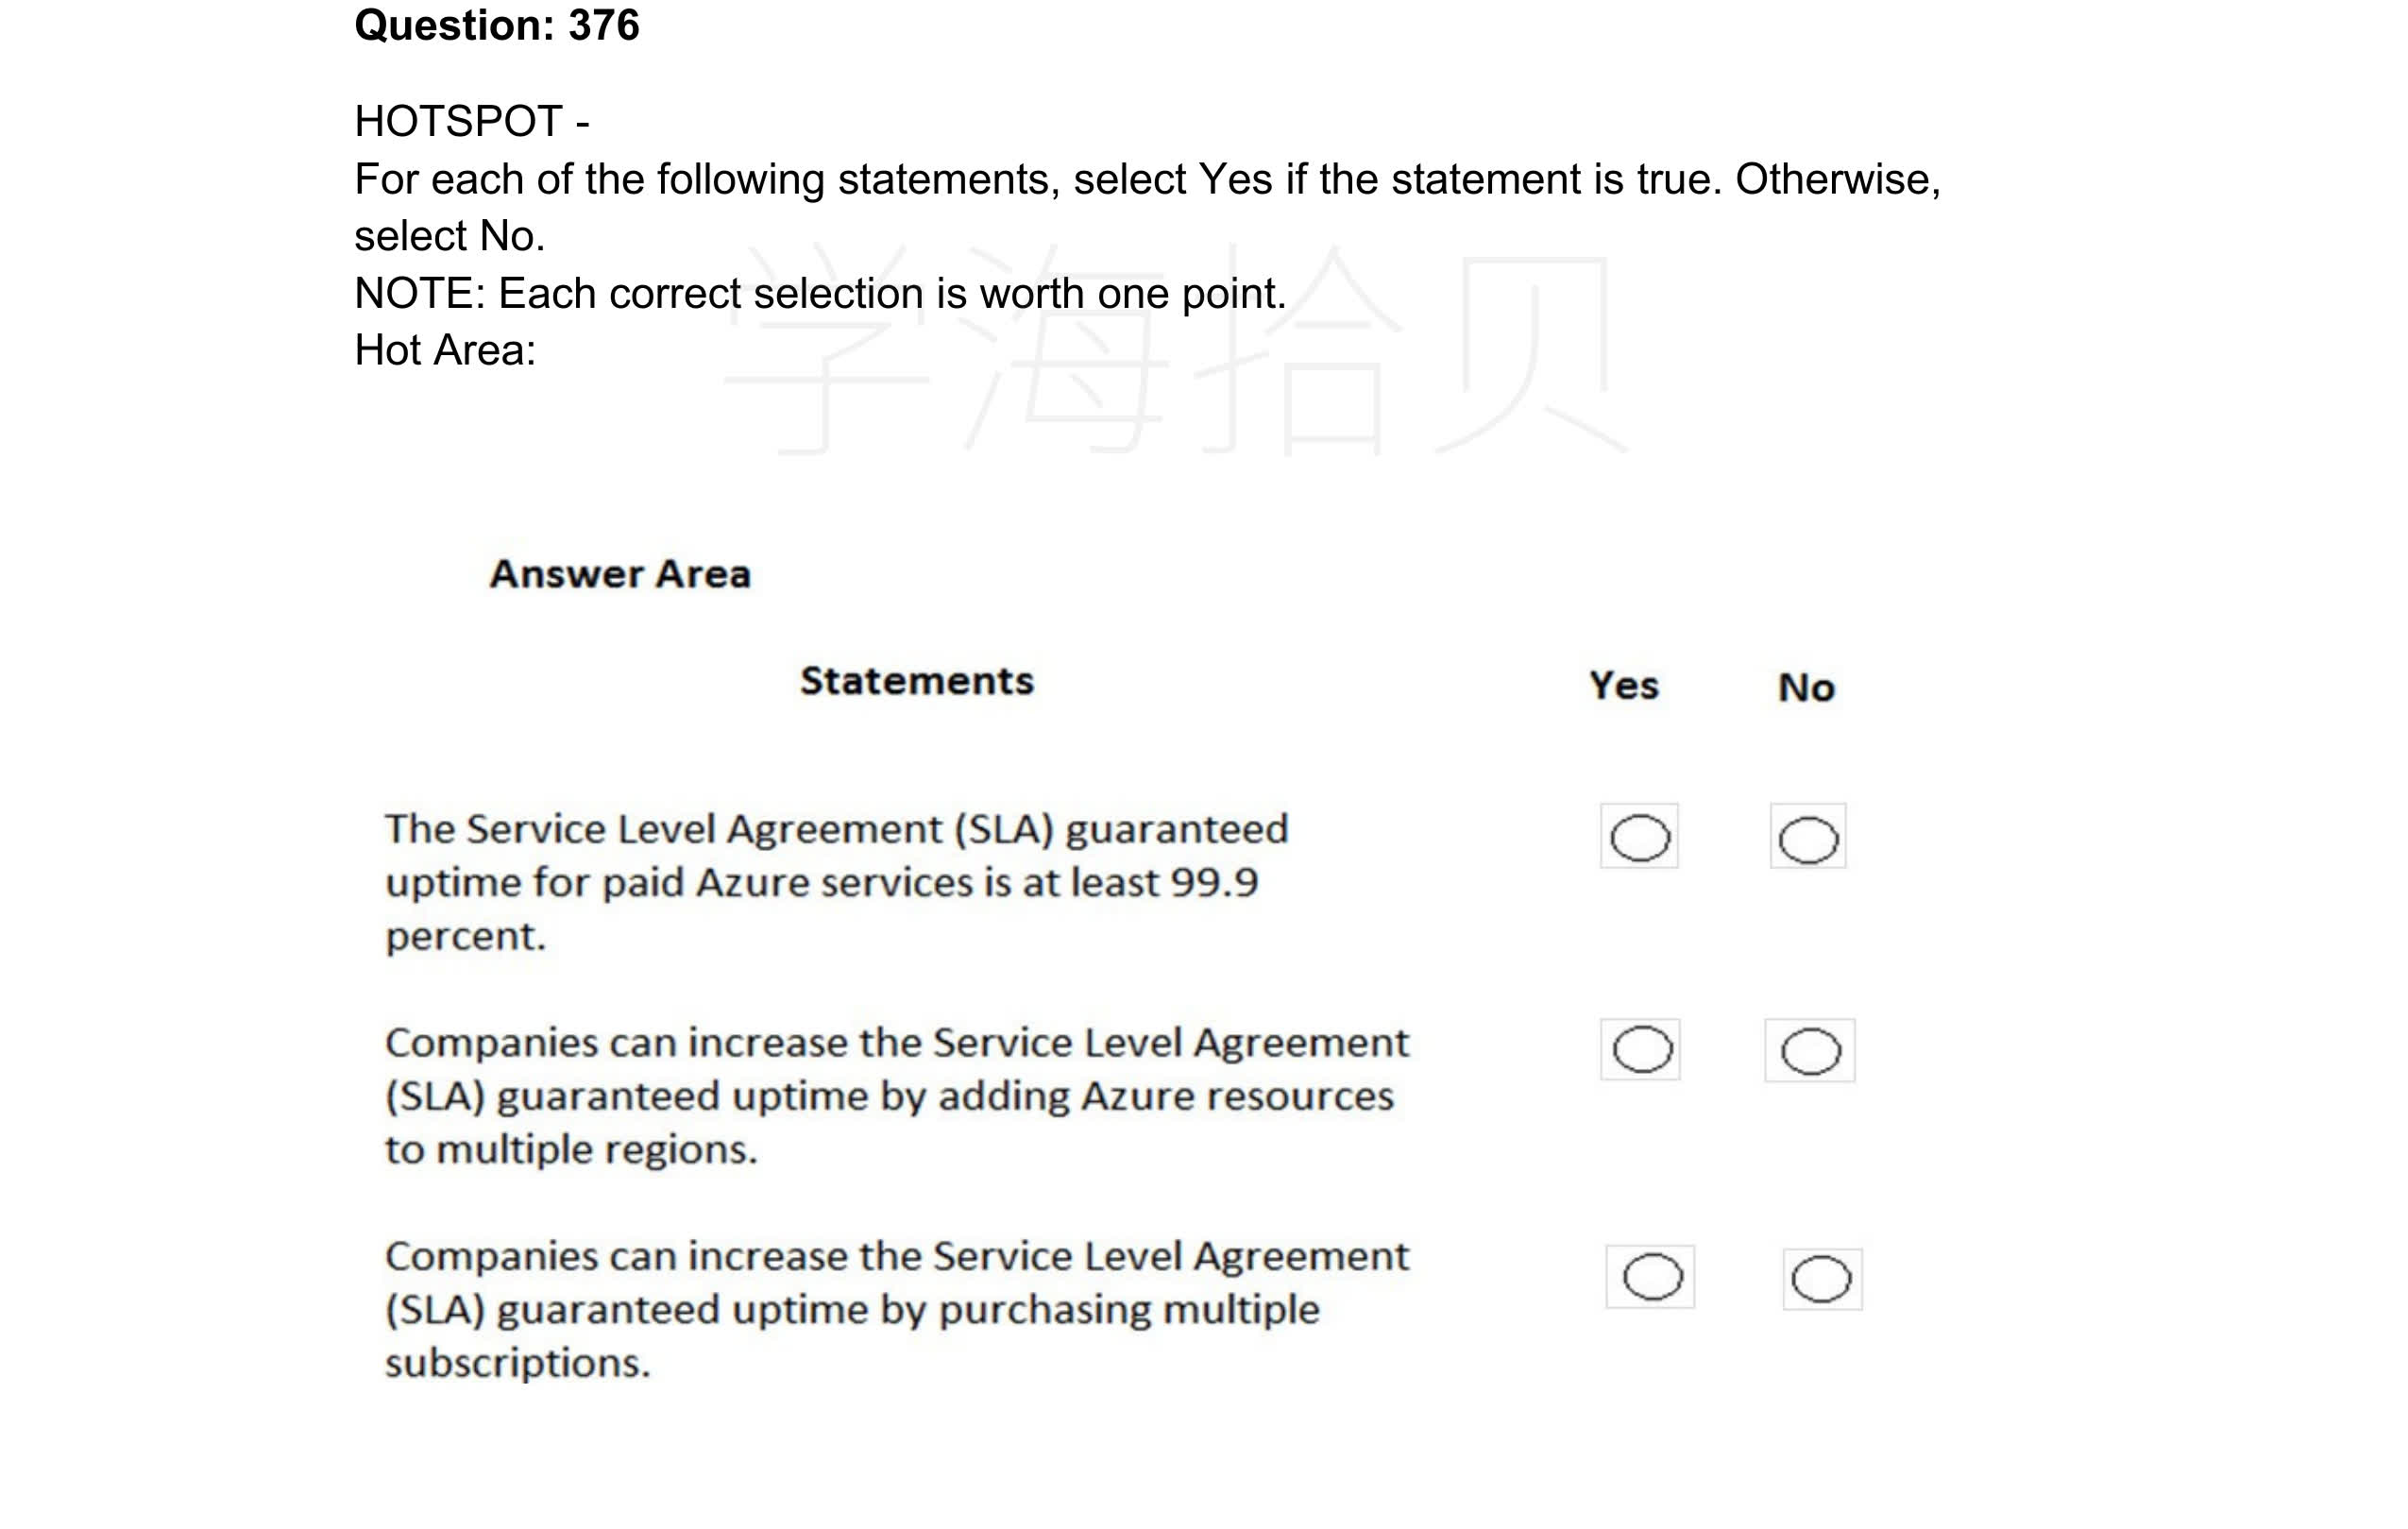 Question: 376
HOTSPOT -
For each of the following statements, select Yes if the statement is true. Otherwise,
select No.
NOTE: Each correct selection is worth one point.
Hot Area:
学海拾贝
Answer Area
Statements Yes No
The Service Level Agreement (SLA) guaranteed
uptime for paid Azure services is at least 99.9
percent.
Companies can increase the Service Level Agreement
(SLA) guaranteed uptime by adding Azure resources
to multiple regions.
Companies can increase the Service Level Agreement
(SLA) guaranteed uptime by purchasing multiple
subscriptions.